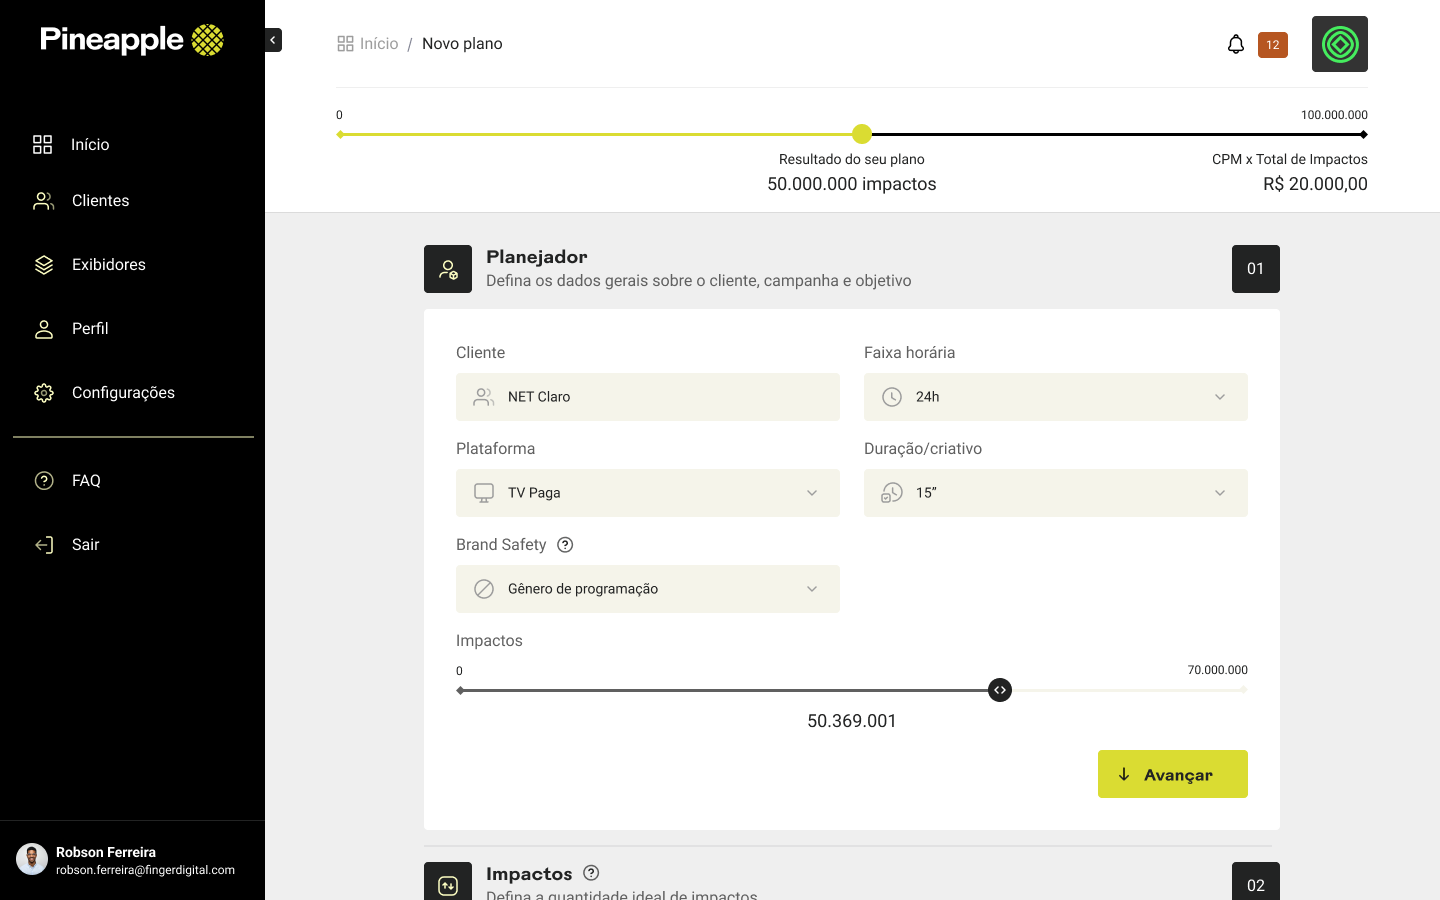 Pineapple
Início
Clientes
Exibidores
Perfil
Configurações
FAQ
Sair
Robson Ferreira
robson.ferreira@fingerdigital.com
Início / Novo plano
12
0
100.000.000
Resultado do seu plano
50.000.000 impactos
CPM x Total de Impactos
R$ 20.000,00
Planejador
Defina os dados gerais sobre o cliente, campanha e objetivo
01
Cliente
NET Claro
Faixa horária
24h
Plataforma
TV Paga
Duração/criativo
15”
Brand Safety
Gênero de programação
Impactos
0
70.000.000
50.369.001
Avançar
Impactos
Defina a quantidade ideal de impactos
02